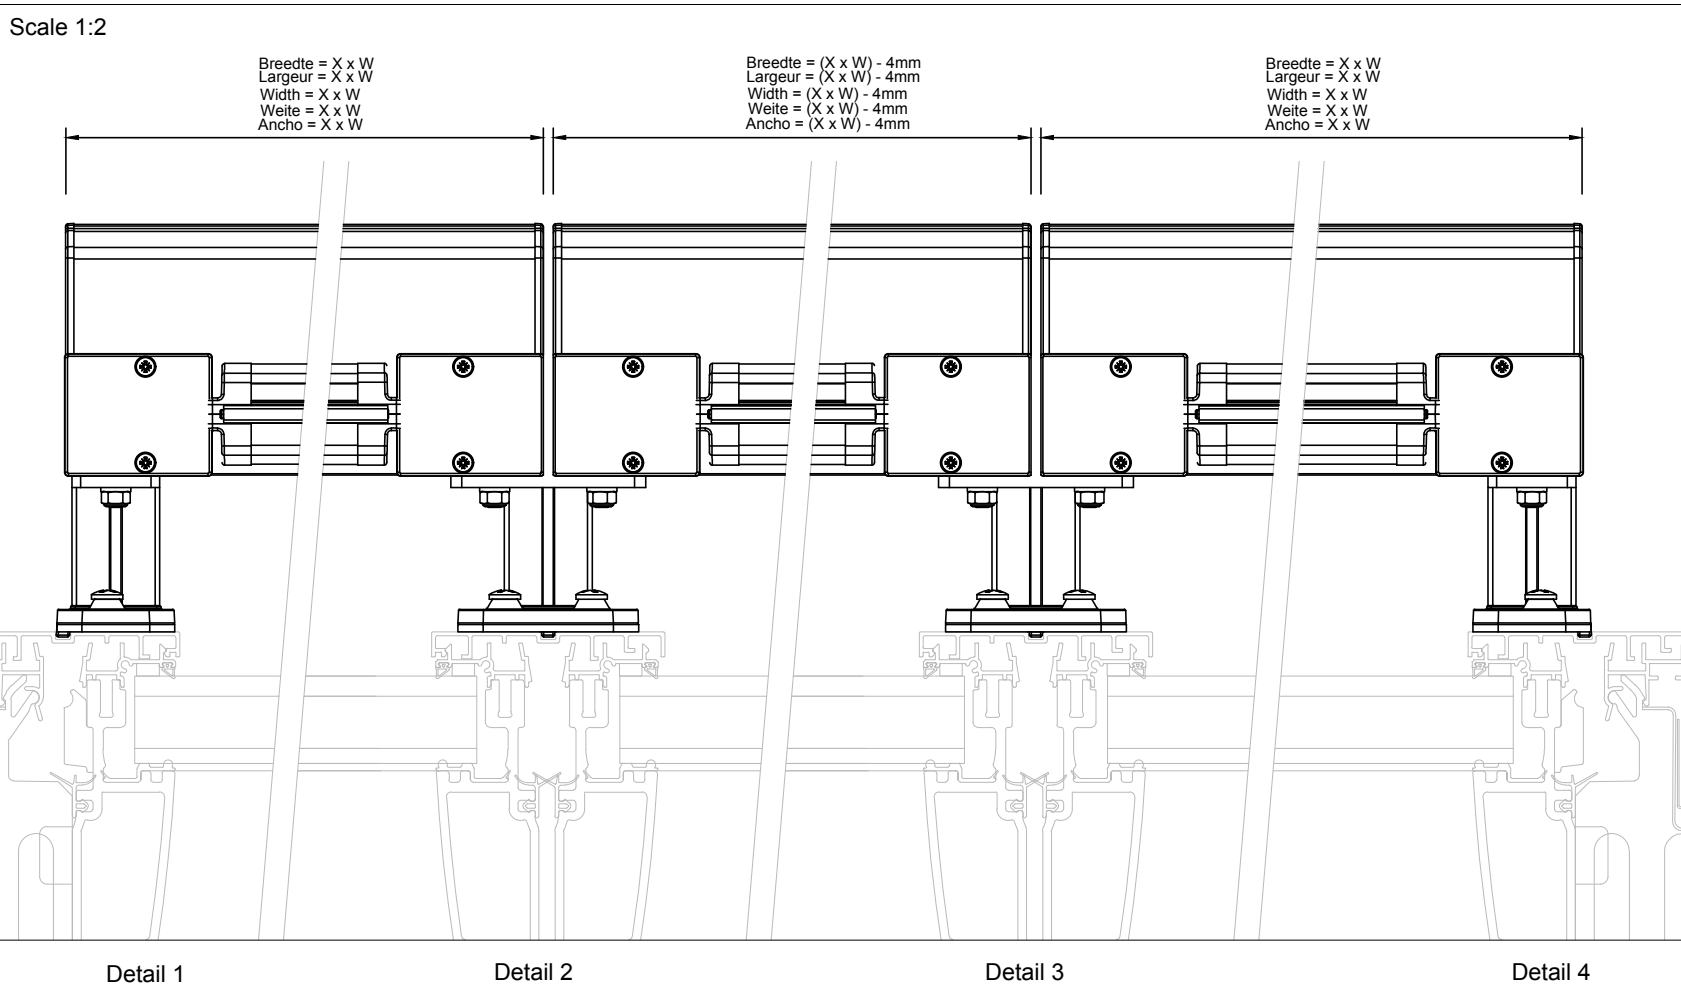 Scale 1:2
Breedte = X x W
Largeur = X x W
Width = X x W
Weite = X x W
Ancho = X x W
Breedte = (X x W) - 4mm
Largeur = (X x W) - 4mm
Width = (X x W) - 4mm
Weite = (X x W) - 4mm
Ancho = (X x W) - 4mm
Breedte = X x W
Largeur = X x W
Width = X x W
Weite = X x W
Ancho = X x W
Detail 1
Detail 2
Detail 3
Detail 4